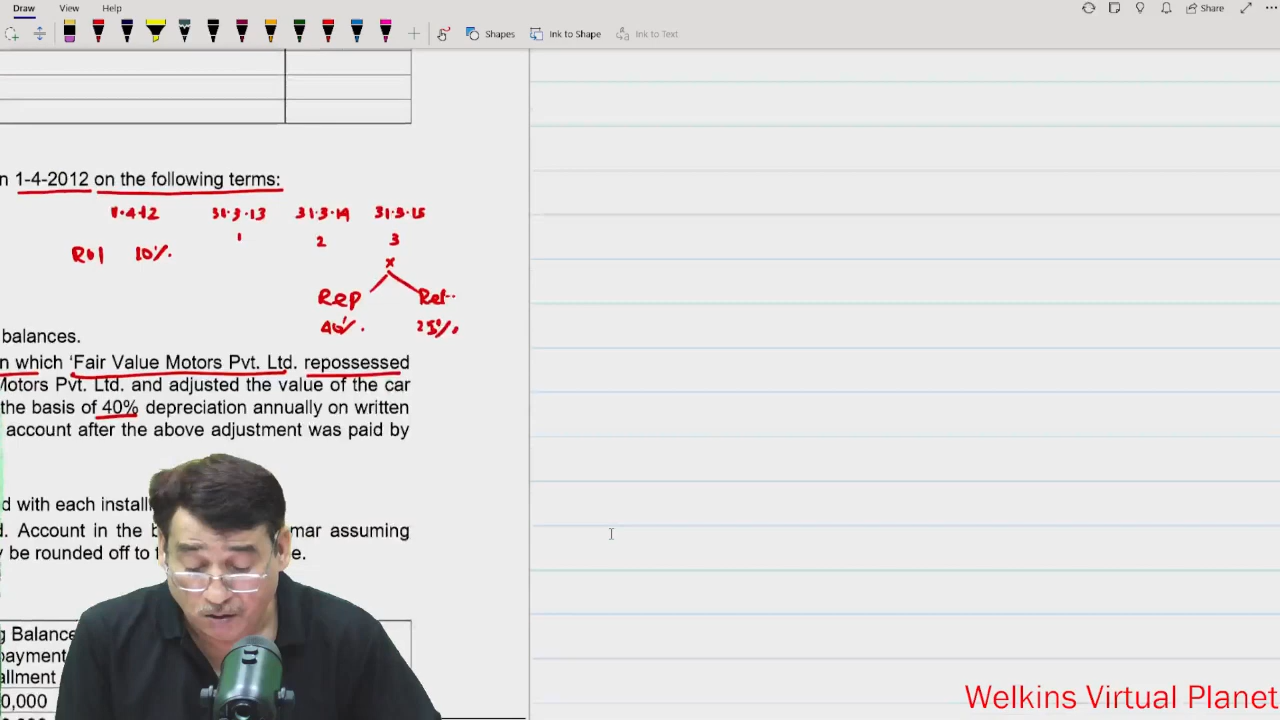 Draw View Help Share
Shapes Ink to Shape Ink to Text
n 1-4-2012 on the following terms:
1·4·12 31·3·13 31·3·14 31·3·15
1 2 3
ROI 10%
x
Rep Ret
40% 25%
balances.
n which 'Fair Value Motors Pvt. Ltd. repossessed
Motors Pvt. Ltd. and adjusted the value of the car
the basis of 40% depreciation annually on written
account after the above adjustment was paid by
d with each install
d. Account in the b mar assuming
y be rounded off to e.
g Balance
payment
allment
0,000
Welkins Virtual Planet